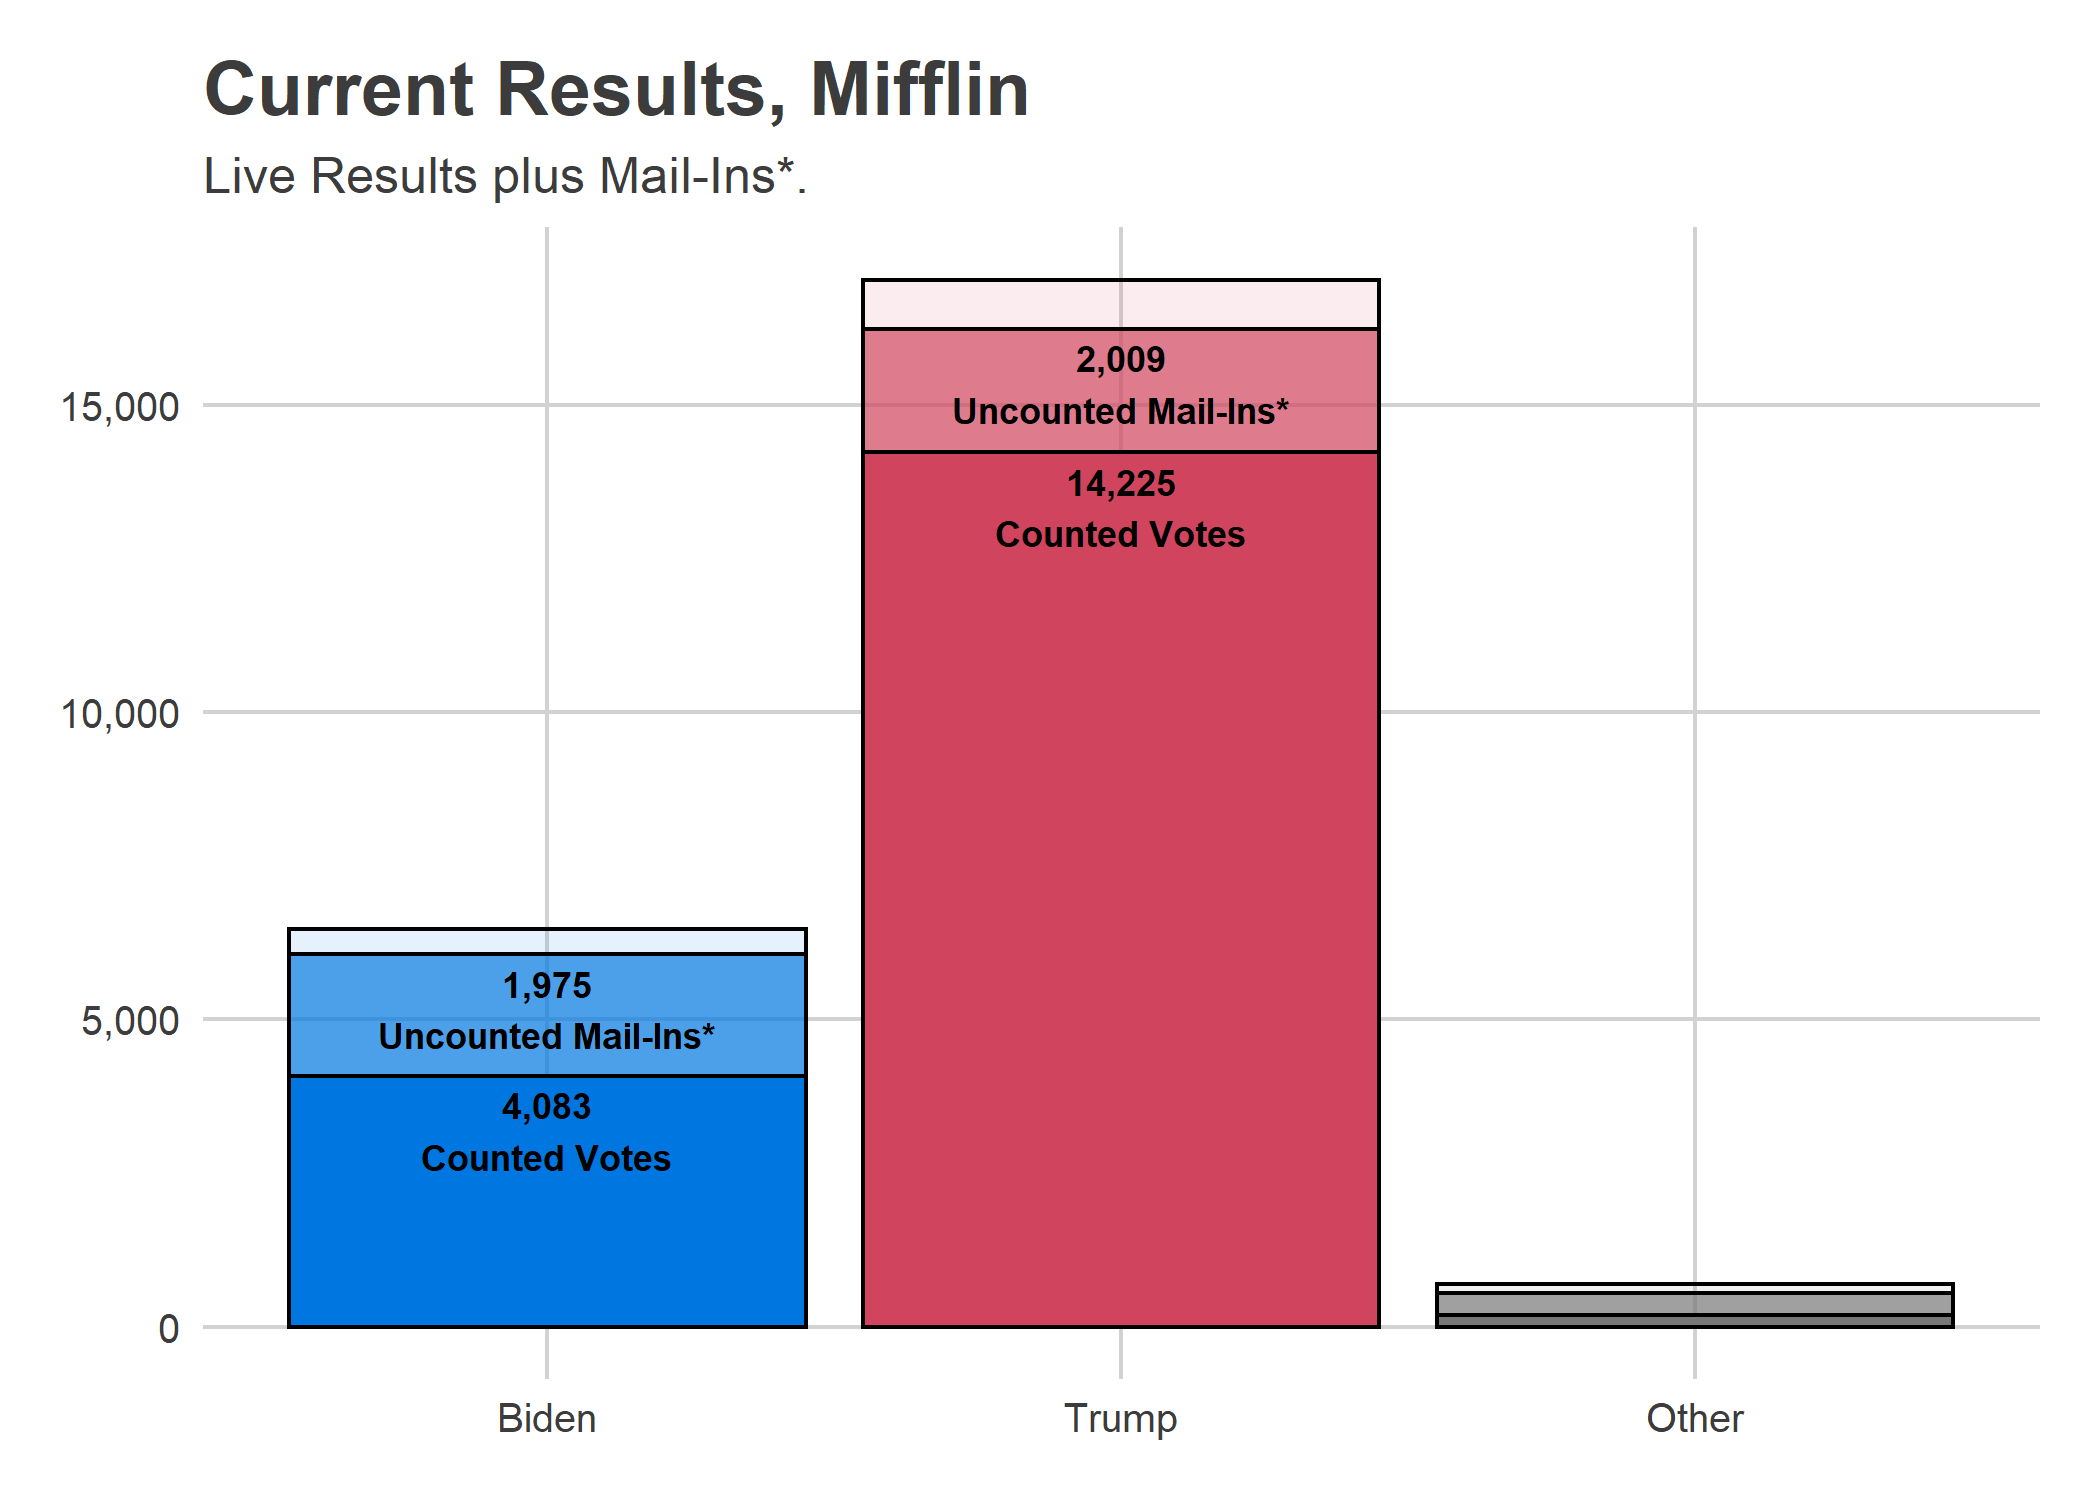 Current Results, Mifflin
Live Results plus Mail-Ins*.
15,000
10,000
5,000
0
2,009
Uncounted Mail-Ins*
14,225
Counted Votes
1,975
Uncounted Mail-Ins*
4,083
Counted Votes
Biden
Trump
Other